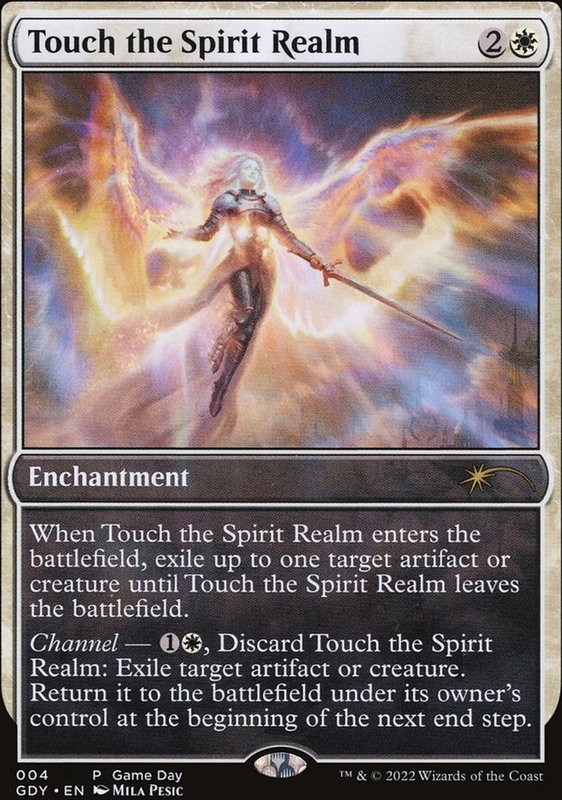 Touch the Spirit Realm 2
Enchantment
When Touch the Spirit Realm enters the
battlefield, exile up to one target artifact or
creature until Touch the Spirit Realm leaves
the battlefield.
Channel — 1, Discard Touch the Spirit
Realm: Exile target artifact or creature.
Return it to the battlefield under its owner's
control at the beginning of the next end step.
004 P Game Day
GDY • EN Mila Pesic
™ & © 2022 Wizards of the Coast